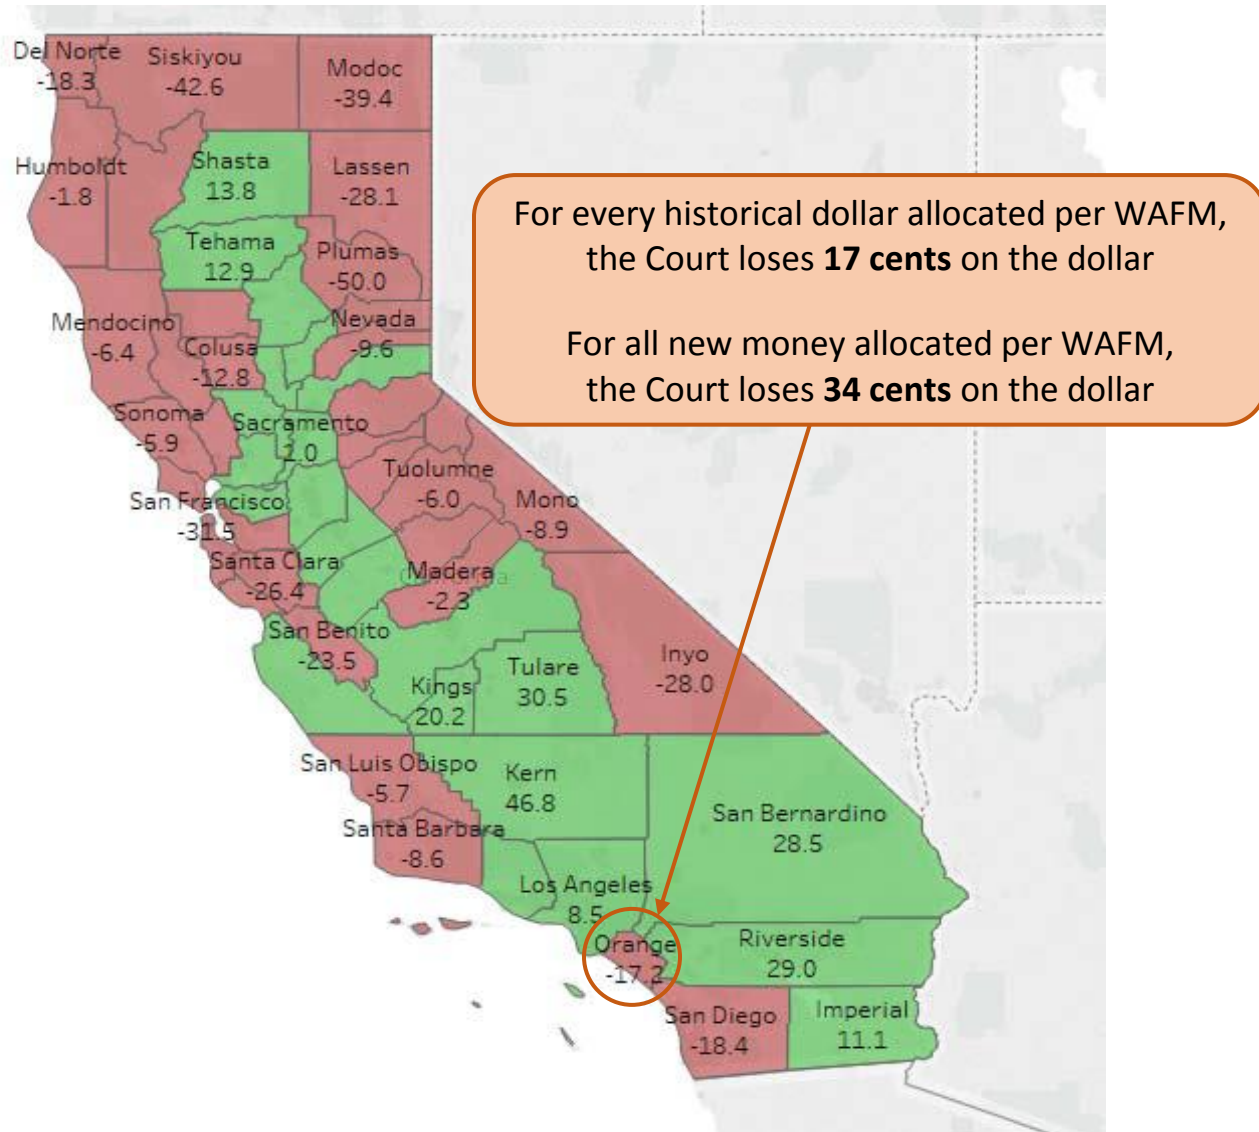 Del Norte
-18.3
Siskiyou
-42.6
Modoc
-39.4
Humboldt
-1.8
Shasta
13.8
Lassen
-28.1
For every historical dollar allocated per WAFM,
the Court loses 17 cents on the dollar
For all new money allocated per WAFM,
the Court loses 34 cents on the dollar
Tehama
12.9
Plumas
-50.0
Mendocino
-6.4
Colusa
-12.8
Nevada
-9.6
Sonoma
-5.9
Sacramento
1.0
Tuolumne
-6.0
Mono
-8.9
San Francisco
-31.5
Santa Clara
-26.4
Madera
-2.3
San Benito
-23.5
Kings
20.2
Tulare
30.5
Inyo
-28.0
San Luis Obispo
-5.7
Kern
46.8
San Bernardino
28.5
Santa Barbara
-8.6
Los Angeles
8.5
Orange
-17.2
Riverside
29.0
San Diego
-18.4
Imperial
11.1